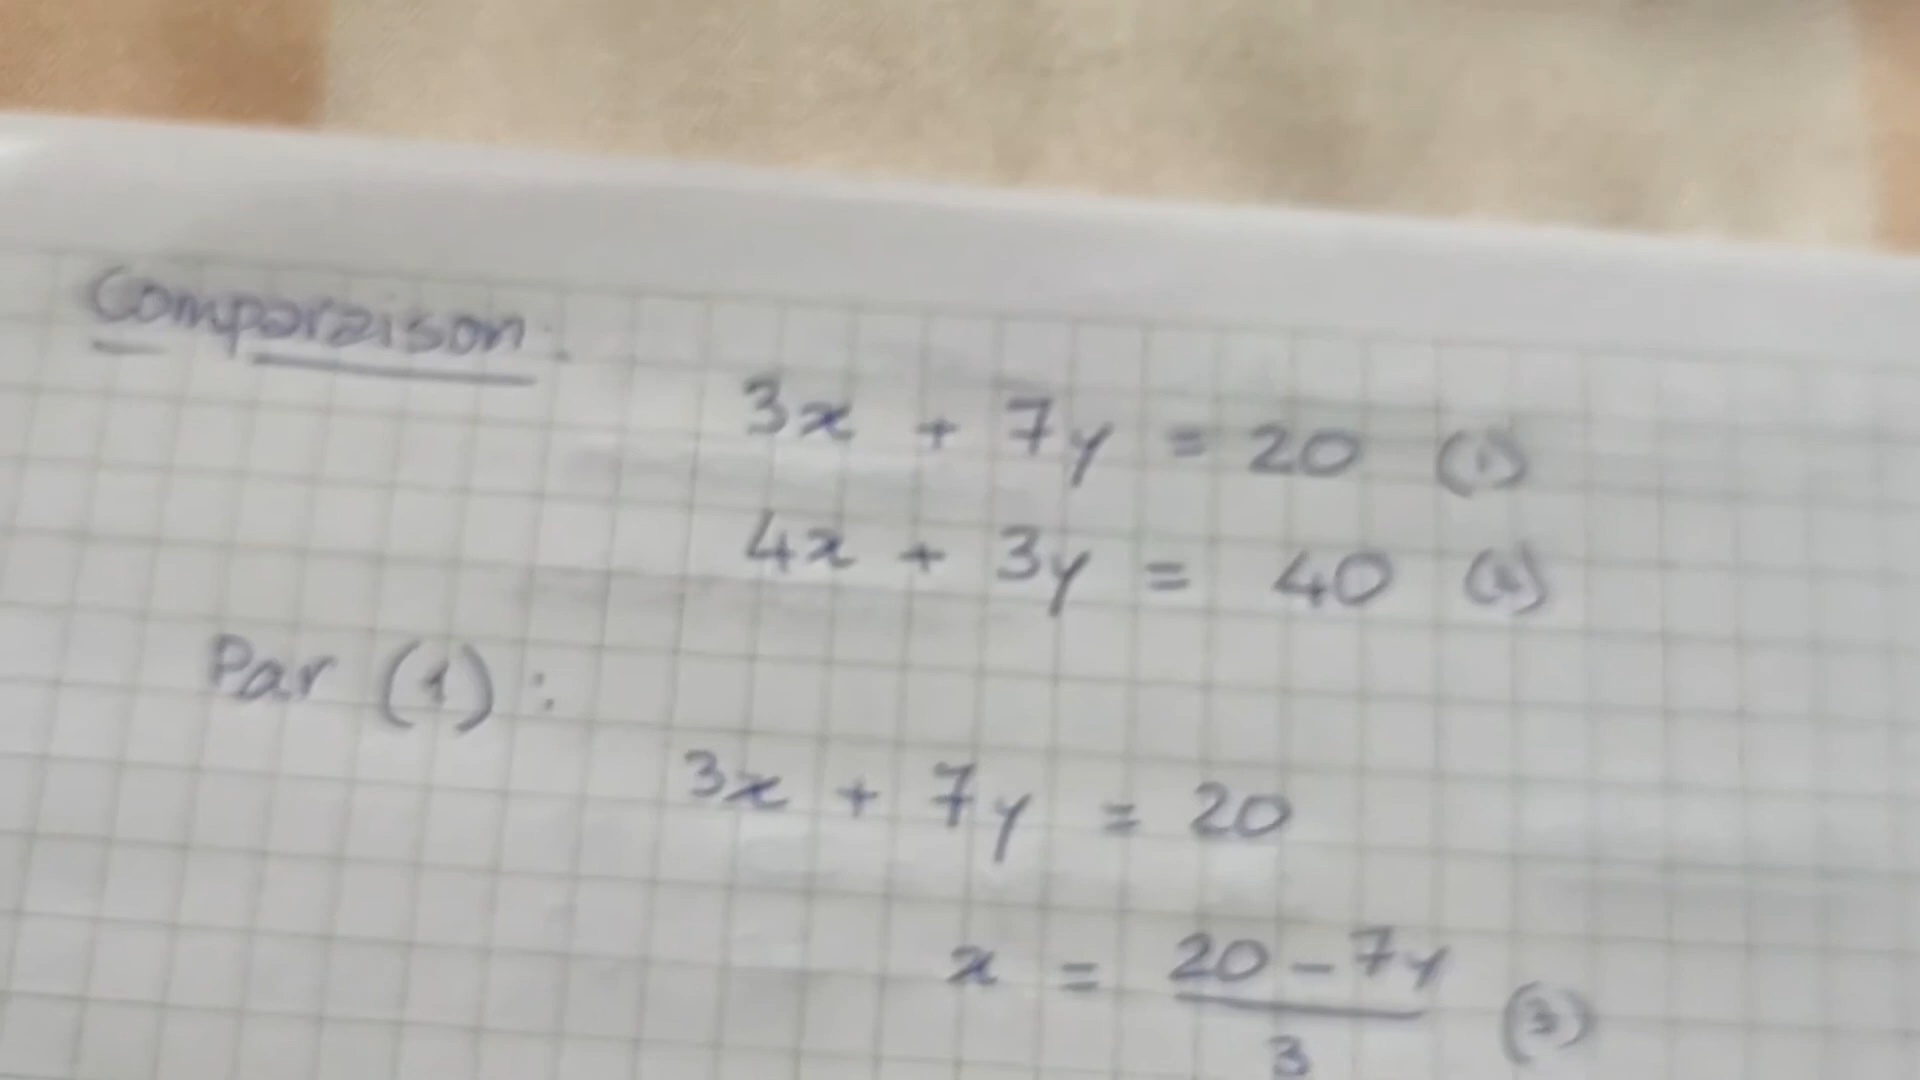 Comparaison:
3x + 7y = 20 (1)
4x + 3y = 40 (2)
Par (1):
3x + 7y = 20
x = 20 - 7y (3)
3